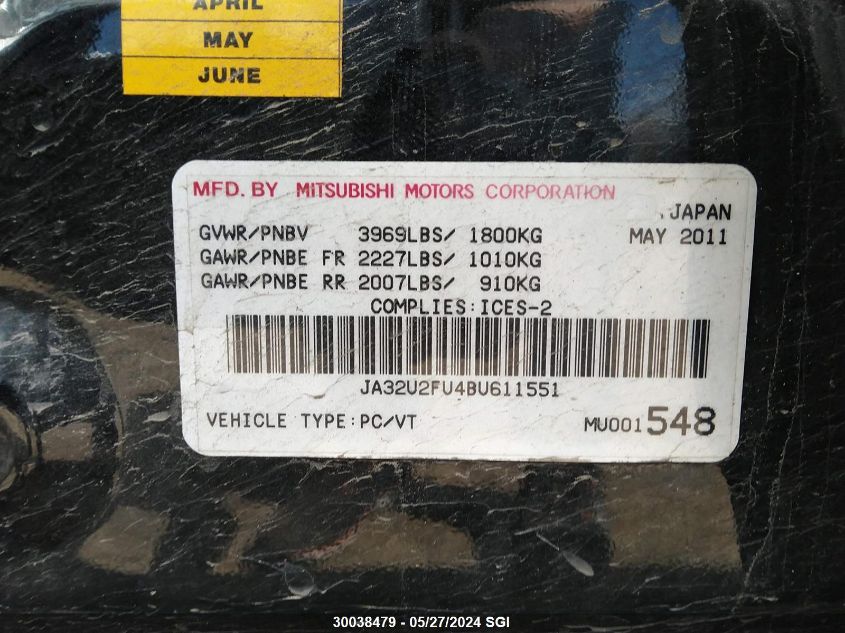 APRIL
MAY
JUNE
MFD. BY MITSUBISHI MOTORS CORPORATION
JAPAN
GVWR/PNBV 3969LBS/ 1800KG MAY 2011
GAWR/PNBE FR 2227LBS/ 1010KG
GAWR/PNBE RR 2007LBS/ 910KG
COMPLIES:ICES-2
JA32U2FU4BU611551
VEHICLE TYPE:PC/VT MU001548
30038479 - 05/27/2024 SGI